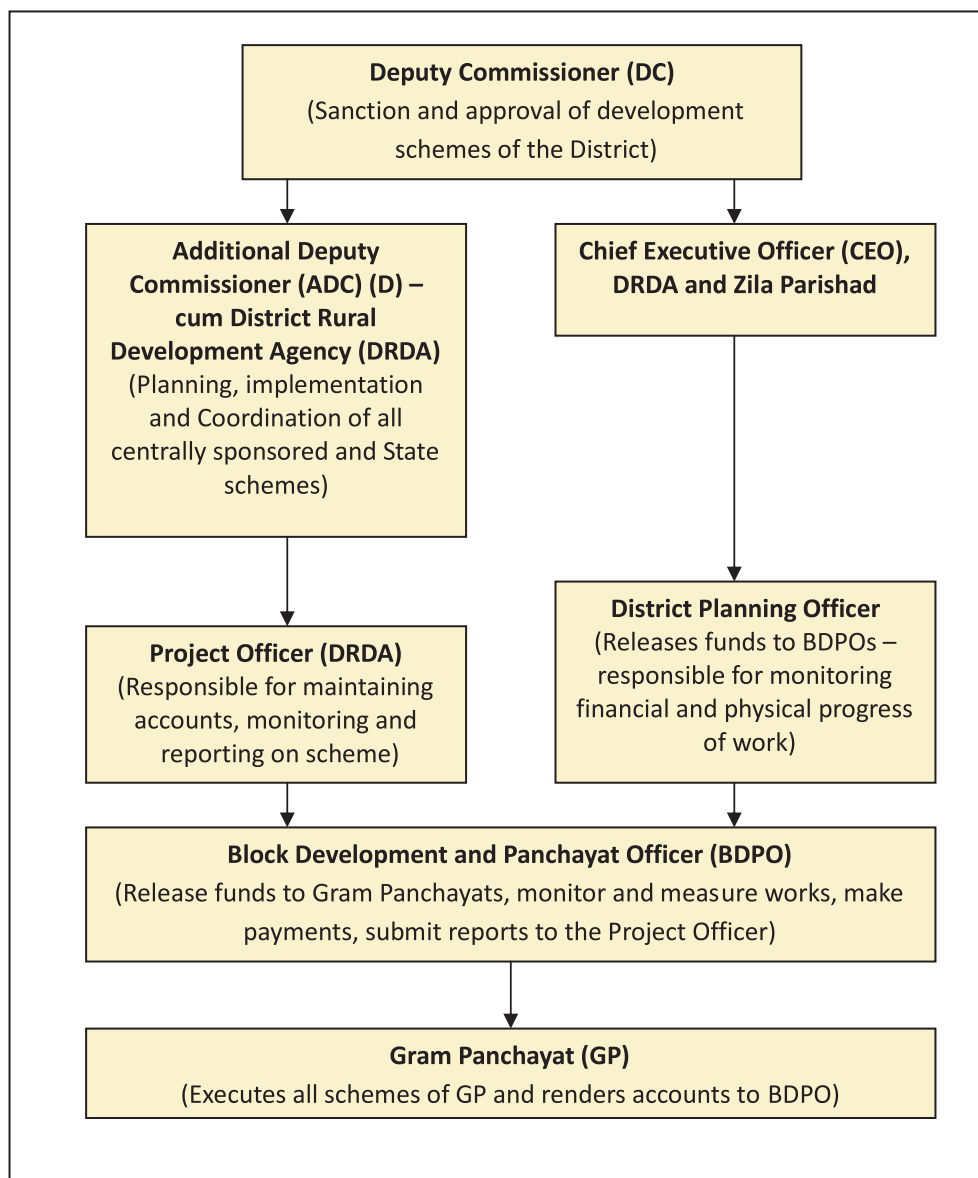 Deputy Commissioner (DC)
(Sanction and approval of development
schemes of the District)
Additional Deputy
Commissioner (ADC) (D) –
cum District Rural
Development Agency (DRDA)
(Planning, implementation
and Coordination of all
centrally sponsored and State
schemes)
Chief Executive Officer (CEO),
DRDA and Zila Parishad
Project Officer (DRDA)
(Responsible for maintaining
accounts, monitoring and
reporting on scheme)
District Planning Officer
(Releases funds to BDPOs –
responsible for monitoring
financial and physical progress
of work)
Block Development and Panchayat Officer (BDPO)
(Release funds to Gram Panchayats, monitor and measure works, make
payments, submit reports to the Project Officer)
Gram Panchayat (GP)
(Executes all schemes of GP and renders accounts to BDPO)